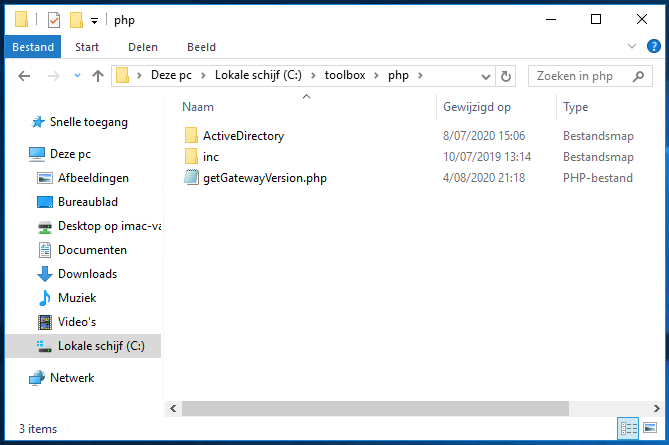 php
Bestand Start Delen Beeld
Deze pc Lokale schijf (C:) toolbox php Zoeken in php
Naam Gewijzigd op Type
Snelle toegang
Deze pc
Afbeeldingen
Bureaublad
Desktop op imac-va
Documenten
Downloads
Muziek
Video's
Lokale schijf (C:)
Netwerk
ActiveDirectory 8/07/2020 15:06 Bestandsmap
inc 10/07/2019 13:14 Bestandsmap
getGatewayVersion.php 4/08/2020 21:18 PHP-bestand
3 items